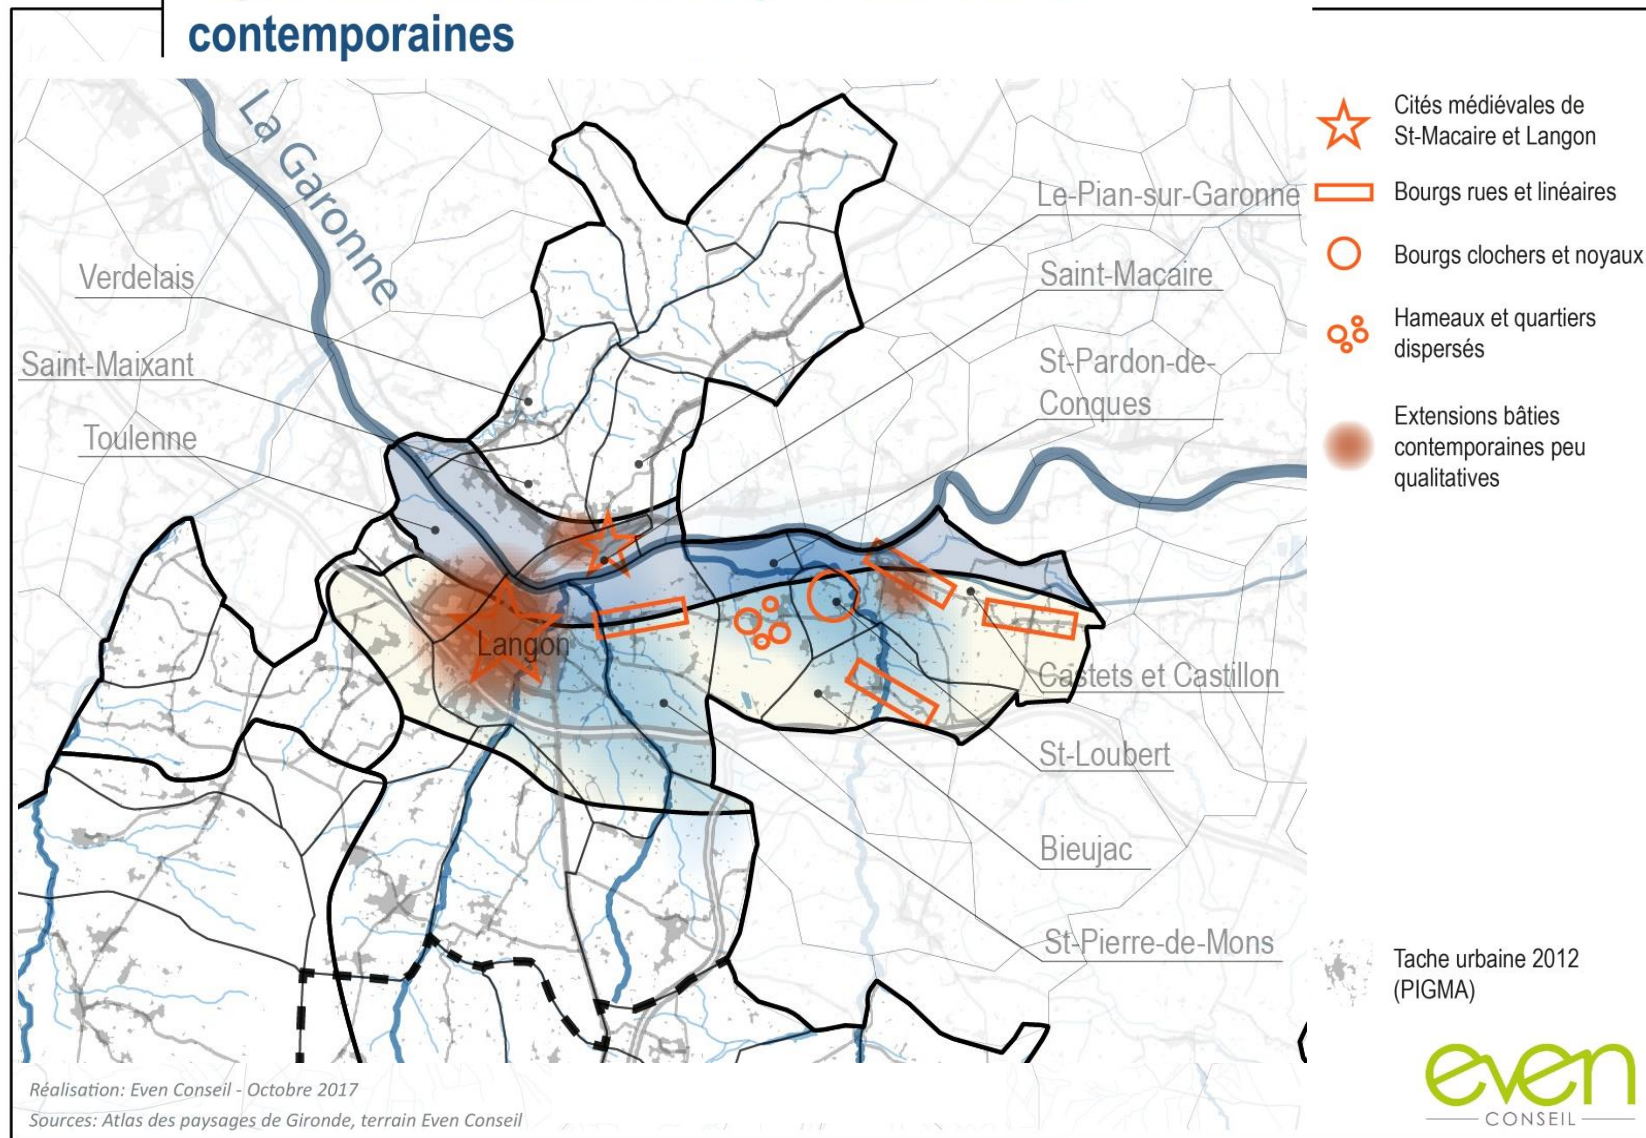 contemporaines
La Garonne
Le-Pian-sur-Garonne
Verdelais
Saint-Macaire
Saint-Maixant
St-Pardon-de-
Conques
Toulenne
Langon
Castets et Castillon
St-Loubert
Bieujac
St-Pierre-de-Mons
Cités médiévales de
St-Macaire et Langon
Bourgs rues et linéaires
Bourgs clochers et noyaux
Hameaux et quartiers
dispersés
Extensions bâties
contemporaines peu
qualitatives
Tache urbaine 2012
(PIGMA)
Réalisation: Even Conseil - Octobre 2017
Sources: Atlas des paysages de Gironde, terrain Even Conseil
even
CONSEIL